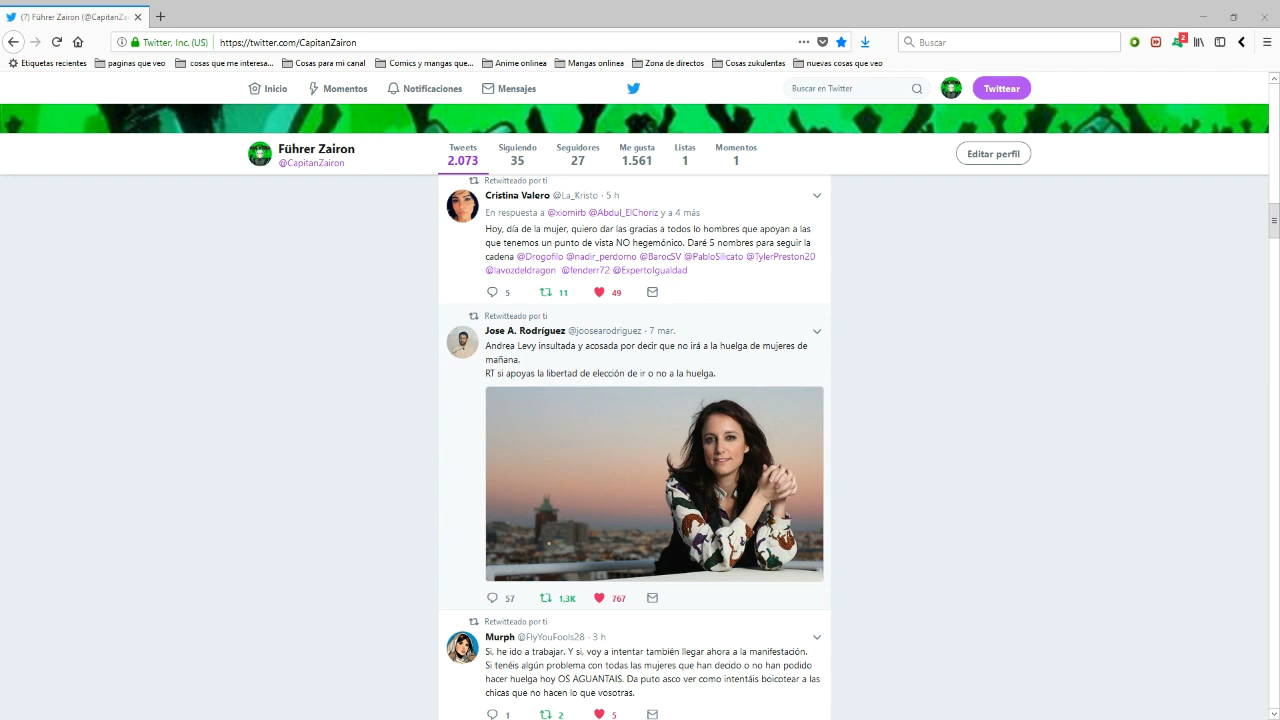 (7) Führer Zairon (@CapitanZai
Twitter, Inc. (US)
https://twitter.com/CapitanZairon
Buscar
2
Etiquetas recientes
paginas que veo
cosas que me interesa...
Cosas para mi canal
Comics y mangas que...
Anime onlinea
Mangas onlinea
Zona de directos
Cosas zukulentas
nuevas cosas que veo
Inicio
Momentos
Notificaciones
Mensajes
Buscar en Twitter
Twittear
Führer Zairon
@CapitanZairon
Tweets
2.073
Siguiendo
35
Seguidores
27
Me gusta
1.561
Listas
1
Momentos
1
Editar perfil
Retwitteado por ti
Cristina Valero @La_Kristo · 5 h
En respuesta a @xiomirb @Abdul_ElChoriz y a 4 más
Hoy, día de la mujer, quiero dar las gracias a todos lo hombres que apoyan a las
que tenemos un punto de vista NO hegemónico. Daré 5 nombres para seguir la
cadena @Drogofilo @nadir_perdomo @BarocSV @PabloSilicato @TylerPreston20
@lavozdeldragon @fenderr72 @ExpertoIgualdad
5 11 49
Retwitteado por ti
Jose A. Rodríguez @joosearodriguez · 7 mar.
Andrea Levy insultada y acosada por decir que no irá a la huelga de mujeres de
mañana.
RT si apoyas la libertad de elección de ir o no a la huelga.
57 1,3K 767
Retwitteado por ti
Murph @FlyYouFools28 · 3 h
Si, he ido a trabajar. Y si, voy a intentar también llegar ahora a la manifestación.
Si tenéis algún problema con todas las mujeres que han decido o no han podido
hacer huelga hoy OS AGUANTAIS. Da puto asco ver como intentáis boicotear a las
chicas que no hacen lo que vosotras.
1 2 5